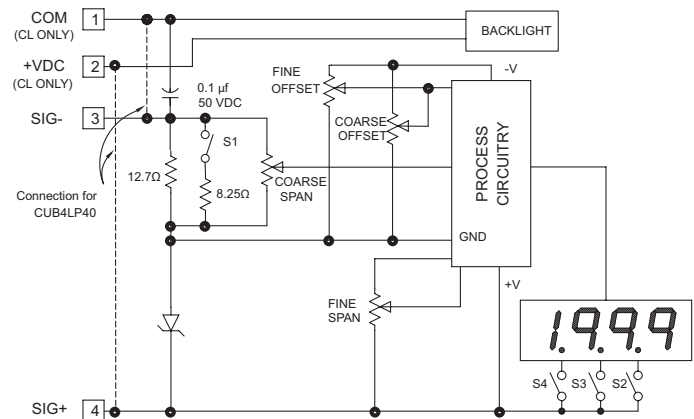 COM
(CL ONLY)
1
BACKLIGHT
+VDC
(CL ONLY)
2
SIG-
3
0.1 µf
50 VDC
FINE
OFFSET
-V
COARSE
OFFSET
S1
12.7Ω
8.25Ω
COARSE
SPAN
PROCESS
CIRCUITRY
Connection for
CUB4LP40
GND
+V
FINE
SPAN
1.9.9.9
S4
S3
S2
SIG+
4